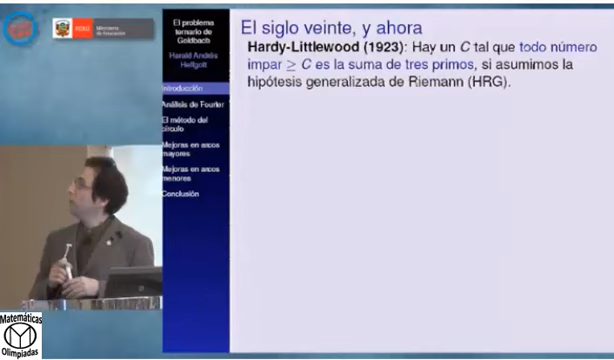 PERÚ
Ministerio
de Educación
El problema
ternario de
Goldbach
Harald Andrés
Helfgott
Introducción
Análisis de Fourier
El método del
círculo
Mejoras en arcos
mayores
Mejoras en arcos
menores
Conclusión
El siglo veinte, y ahora
Hardy-Littlewood (1923): Hay un C tal que todo número
impar ≥ C es la suma de tres primos, si asumimos la
hipótesis generalizada de Riemann (HRG).
Matemáticas
Olimpiadas